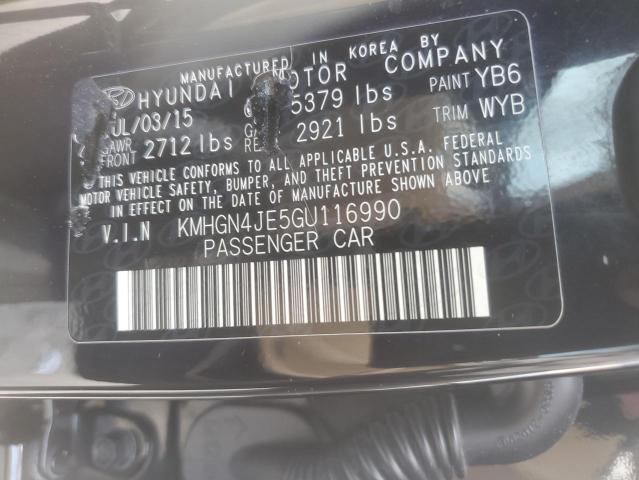 MANUFACTURED IN KOREA BY
HYUNDAI MOTOR COMPANY
UL/03/15 5379 lbs PAINT YB6
GAWR FRONT 2712 lbs 2921 lbs TRIM WYB
THIS VEHICLE CONFORMS TO ALL APPLICABLE U.S.A. FEDERAL
MOTOR VEHICLE SAFETY, BUMPER, AND THEFT PREVENTION STANDARDS
IN EFFECT ON THE DATE OF MANUFACTURE SHOWN ABOVE.
V.I.N KMHGN4JE5GU116990
PASSENGER CAR